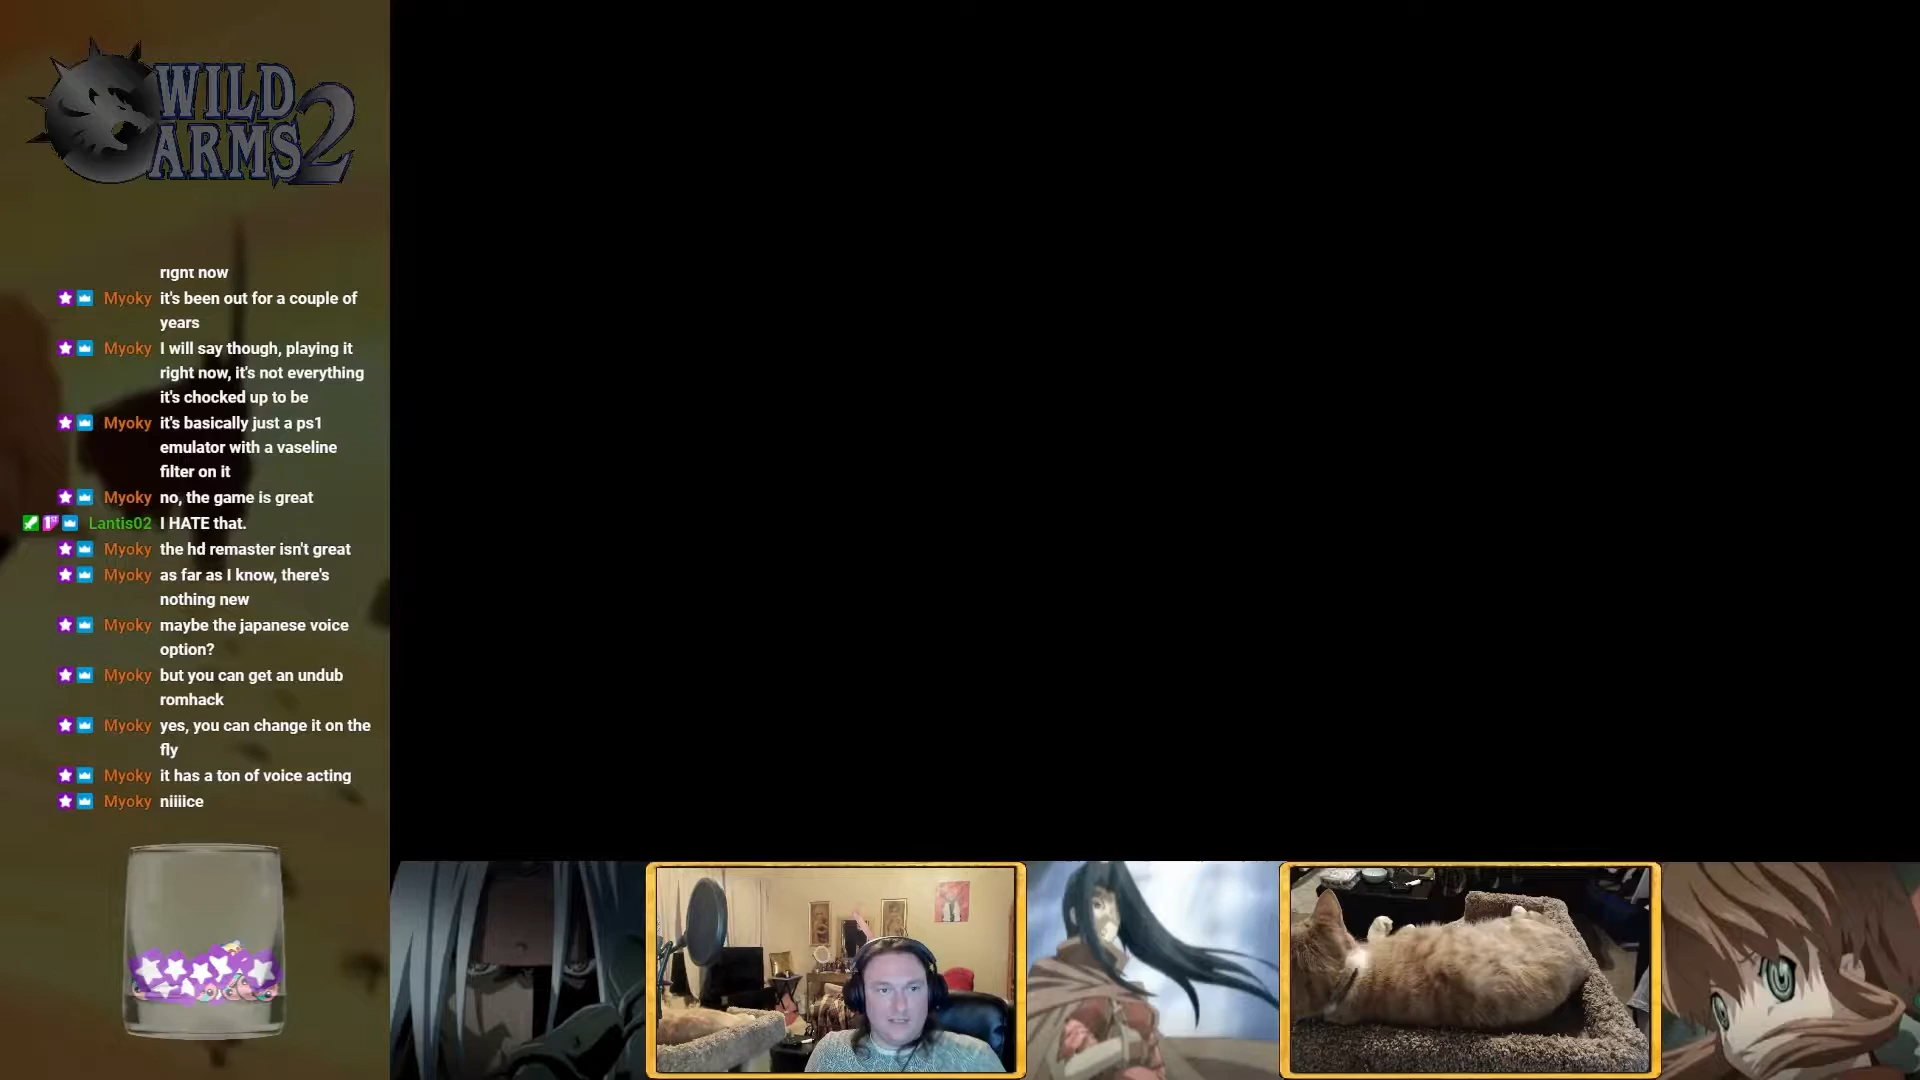 WILD
ARMS 2
right now
Myoky it's been out for a couple of
years
Myoky I will say though, playing it
right now, it's not everything
it's chocked up to be
Myoky it's basically just a ps1
emulator with a vaseline
filter on it
Myoky no, the game is great
Lantis02 I HATE that.
Myoky the hd remaster isn't great
Myoky as far as I know, there's
nothing new
Myoky maybe the japanese voice
option?
Myoky but you can get an undub
romhack
Myoky yes, you can change it on the
fly
Myoky it has a ton of voice acting
Myoky niiiice